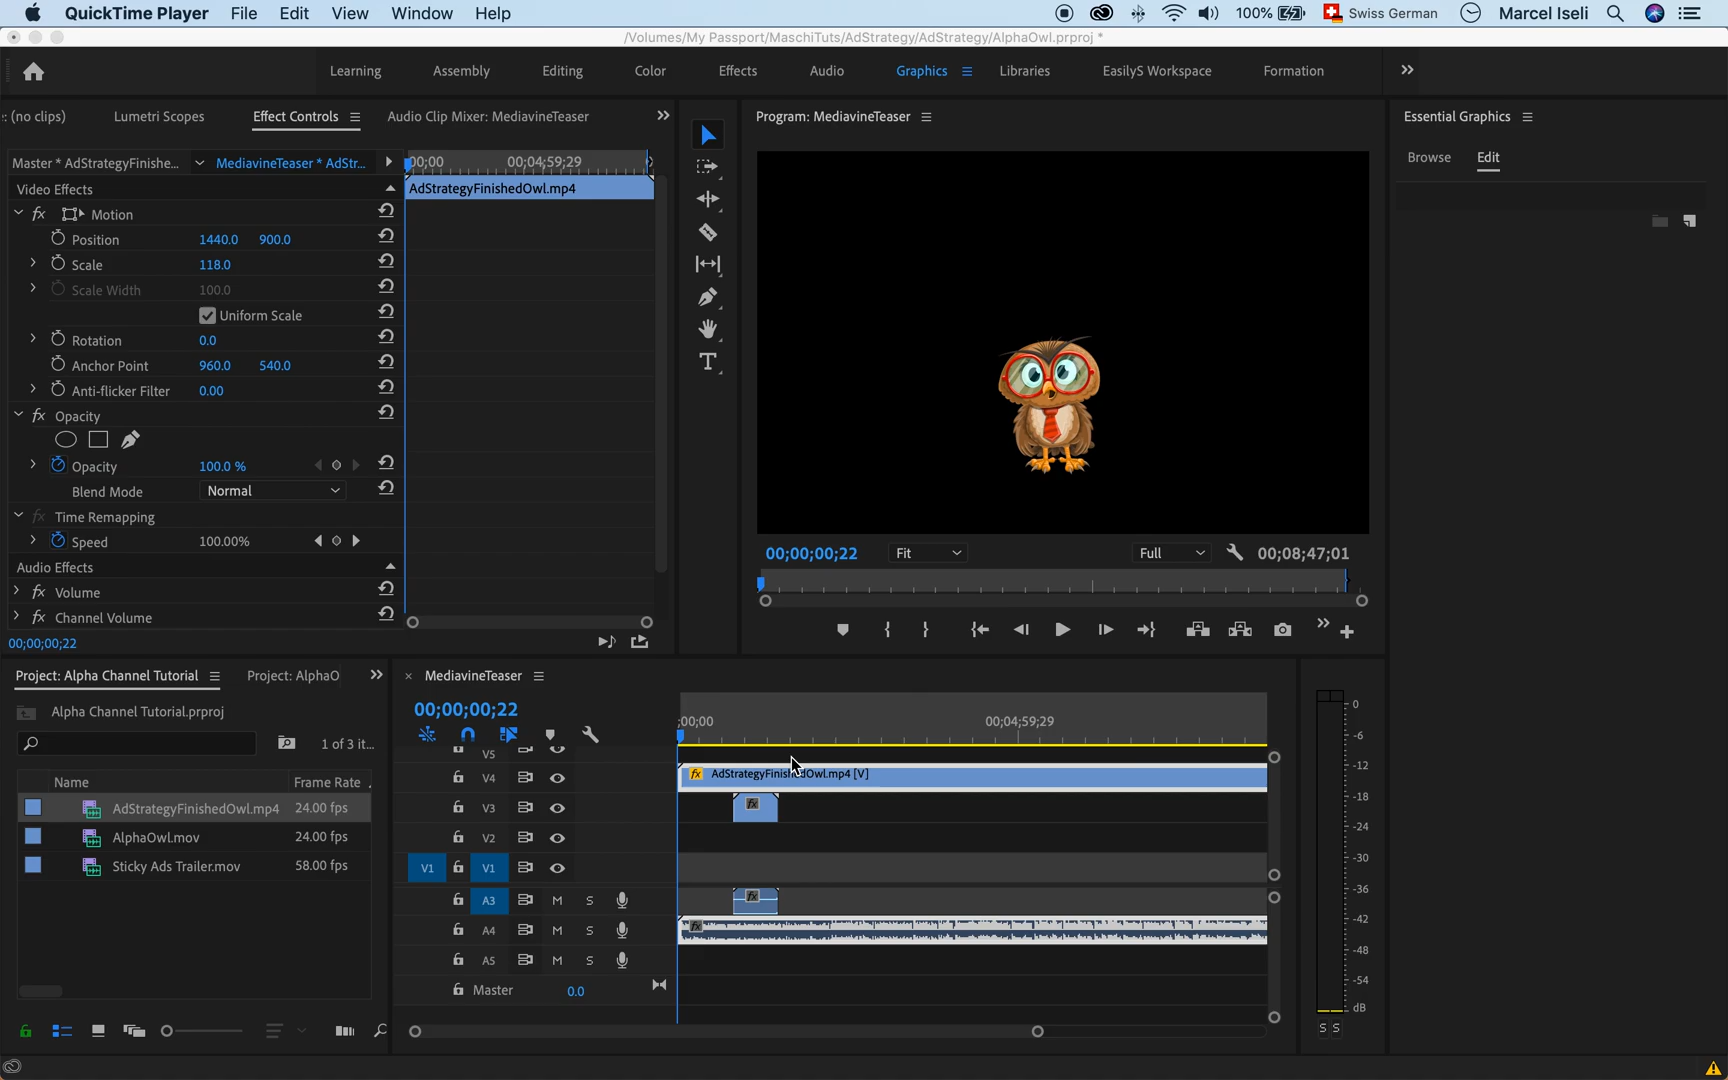 QuickTime Player File Edit View Window Help 100% Swiss German Marcel Iseli
/Volumes/My Passport/MaschiTuts/AdStrategy/AdStrategy/AlphaOwl.prproj *
Learning Assembly Editing Color Effects Audio Graphics Libraries EasilyS Workspace Formation
: (no clips) Lumetri Scopes Effect Controls Audio Clip Mixer: MediavineTeaser
Program: MediavineTeaser
Essential Graphics
Browse Edit
Master * AdStrategyFinishe... MediavineTeaser * AdStr...
00;00 00;04;59;29
Video Effects
AdStrategyFinishedOwl.mp4
fx Motion
Position 1440.0 900.0
Scale 118.0
Scale Width 100.0
Uniform Scale
Rotation 0.0
Anchor Point 960.0 540.0
Anti-flicker Filter 0.00
fx Opacity
Opacity 100.0 %
Blend Mode Normal
fx Time Remapping
Speed 100.00%
Audio Effects
fx Volume
fx Channel Volume
00;00;00;22
00;00;00;22 Fit Full 00;08;47;01
Project: Alpha Channel Tutorial Project: AlphaO
Alpha Channel Tutorial.prproj
1 of 3 it...
Name Frame Rate
AdStrategyFinishedOwl.mp4 24.00 fps
AlphaOwl.mov 24.00 fps
Sticky Ads Trailer.mov 58.00 fps
× MediavineTeaser
00;00;00;22
;00;00 00;04;59;29
V5
V4 fx AdStrategyFinishedOwl.mp4 [V]
V3 fx
V2
V1 V1
A3 M S fx
A4 M S fx
A5 M S
Master 0.0
0
-6
-12
-18
-24
-30
-36
-42
-48
-54
dB
S S